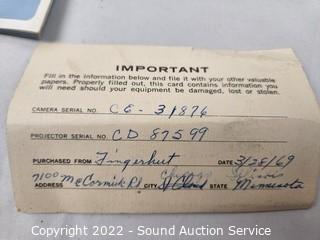 IMPORTANT
Fill in the information below and file it with your other valuable
papers. Properly filled out, this card contains information you
will need should your equipment be damaged, lost or stolen.
CAMERA SERIAL NO. CE-31876
PROJECTOR SERIAL NO. CD 87599
PURCHASED FROM Fingerhut DATE 3/28/69
Chicago Illinois
ADDRESS 7100 McCormick Rd CITY St Cloud STATE Minnesota
Copyright - 2022 - Sound Auction Service